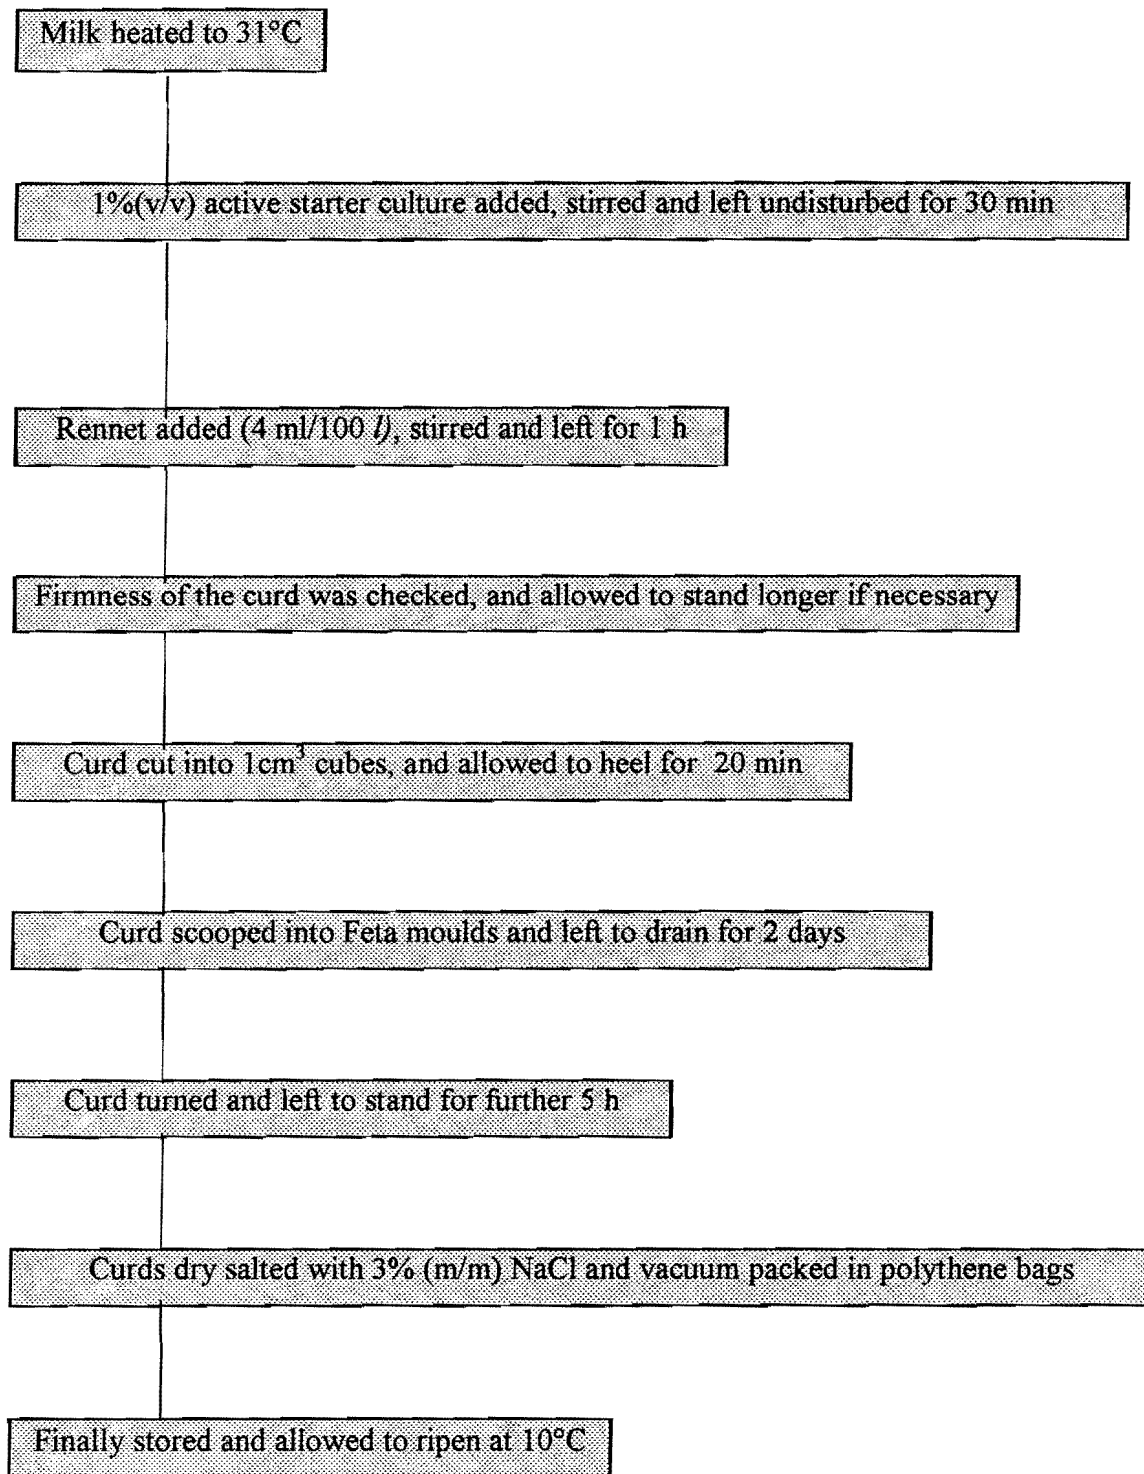 Milk heated to 31°C
1%(v/v) active starter culture added, stirred and left undisturbed for 30 min
Rennet added (4 ml/100 l), stirred and left for 1 h
Firmness of the curd was checked, and allowed to stand longer if necessary
Curd cut into 1cm³ cubes, and allowed to heel for 20 min
Curd scooped into Feta moulds and left to drain for 2 days
Curd turned and left to stand for further 5 h
Curds dry salted with 3% (m/m) NaCl and vacuum packed in polythene bags
Finally stored and allowed to ripen at 10°C